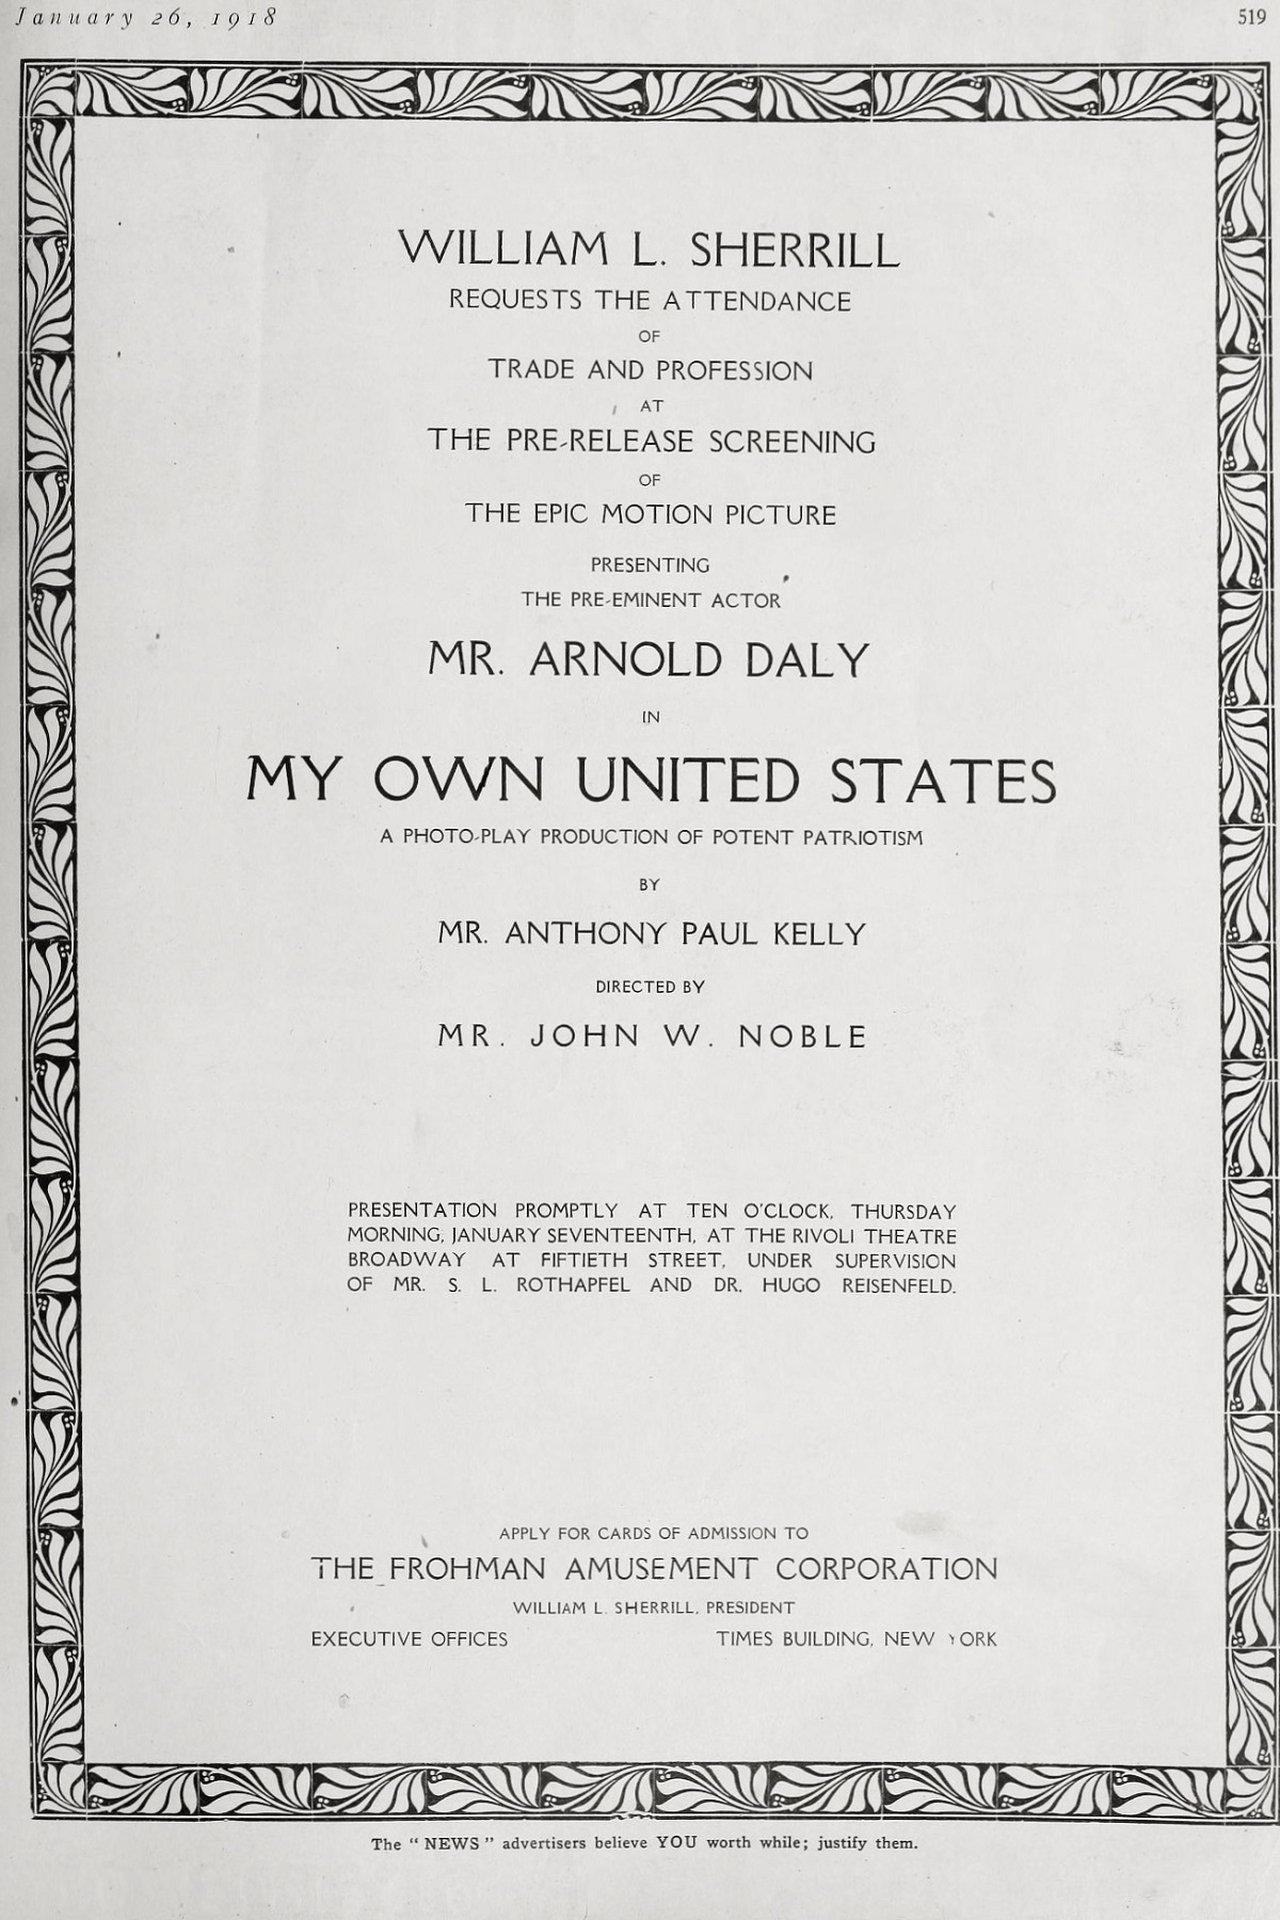 January 26, 1918
519
WILLIAM L. SHERRILL
REQUESTS THE ATTENDANCE
OF
TRADE AND PROFESSION
AT
THE PRE-RELEASE SCREENING
OF
THE EPIC MOTION PICTURE
PRESENTING
THE PRE-EMINENT ACTOR
MR. ARNOLD DALY
IN
MY OWN UNITED STATES
A PHOTO-PLAY PRODUCTION OF POTENT PATRIOTISM
BY
MR. ANTHONY PAUL KELLY
DIRECTED BY
MR. JOHN W. NOBLE
PRESENTATION PROMPTLY AT TEN O'CLOCK, THURSDAY
MORNING, JANUARY SEVENTEENTH, AT THE RIVOLI THEATRE
BROADWAY AT FIFTIETH STREET, UNDER SUPERVISION
OF MR. S. L. ROTHAPFEL AND DR. HUGO REISENFELD.
APPLY FOR CARDS OF ADMISSION TO
THE FROHMAN AMUSEMENT CORPORATION
WILLIAM L. SHERRILL, PRESIDENT
EXECUTIVE OFFICES TIMES BUILDING, NEW YORK
The "NEWS" advertisers believe YOU worth while; justify them.